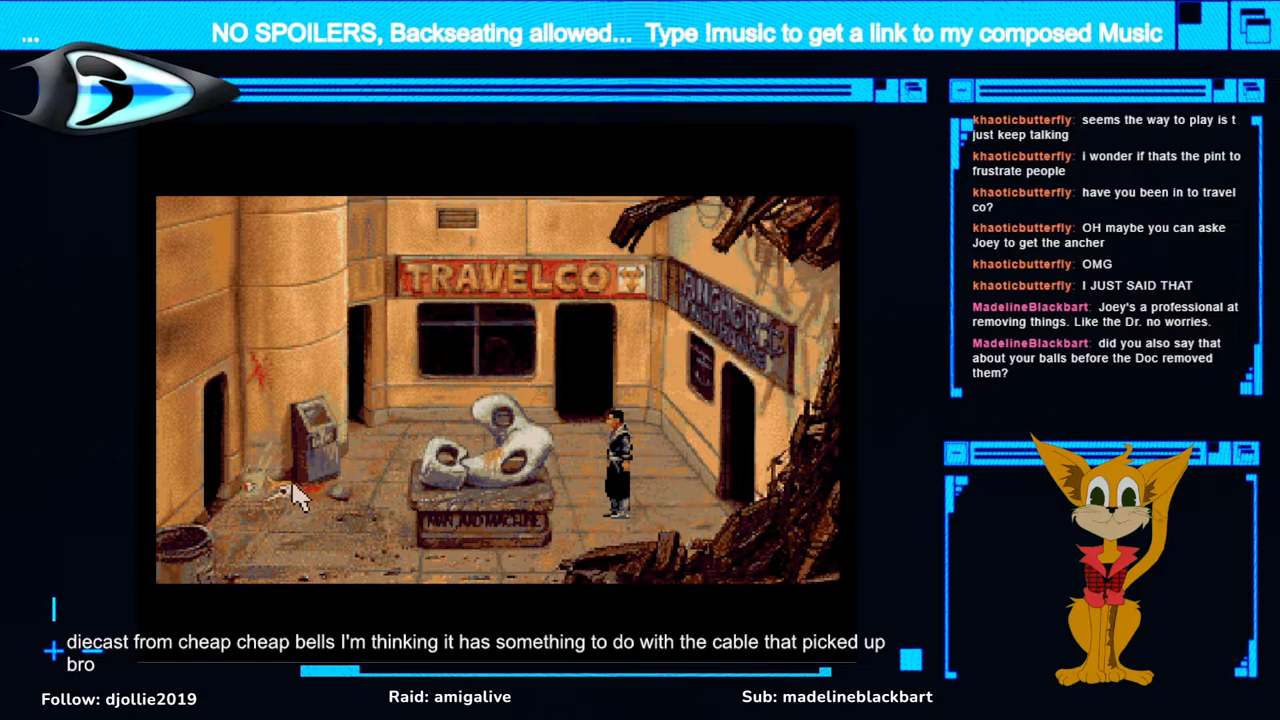 ... NO SPOILERS, Backseating allowed... Type !music to get a link to my composed Music
khaoticbutterfly: seems the way to play is t
just keep talking
khaoticbutterfly: i wonder if thats the pint to
frustrate people
khaoticbutterfly: have you been in to travel
co?
khaoticbutterfly: OH maybe you can aske
Joey to get the ancher
khaoticbutterfly: OMG
khaoticbutterfly: I JUST SAID THAT
MadelineBlackbart: Joey's a professional at
removing things. Like the Dr. no worries.
MadelineBlackbart: did you also say that
about your balls before the Doc removed
them?
TRAVELCO
ANCHOR
INSURANCE
MAN AND MACHINE
diecast from cheap cheap bells I'm thinking it has something to do with the cable that picked up
bro
Follow: djollie2019
Raid: amigalive
Sub: madelineblackbart